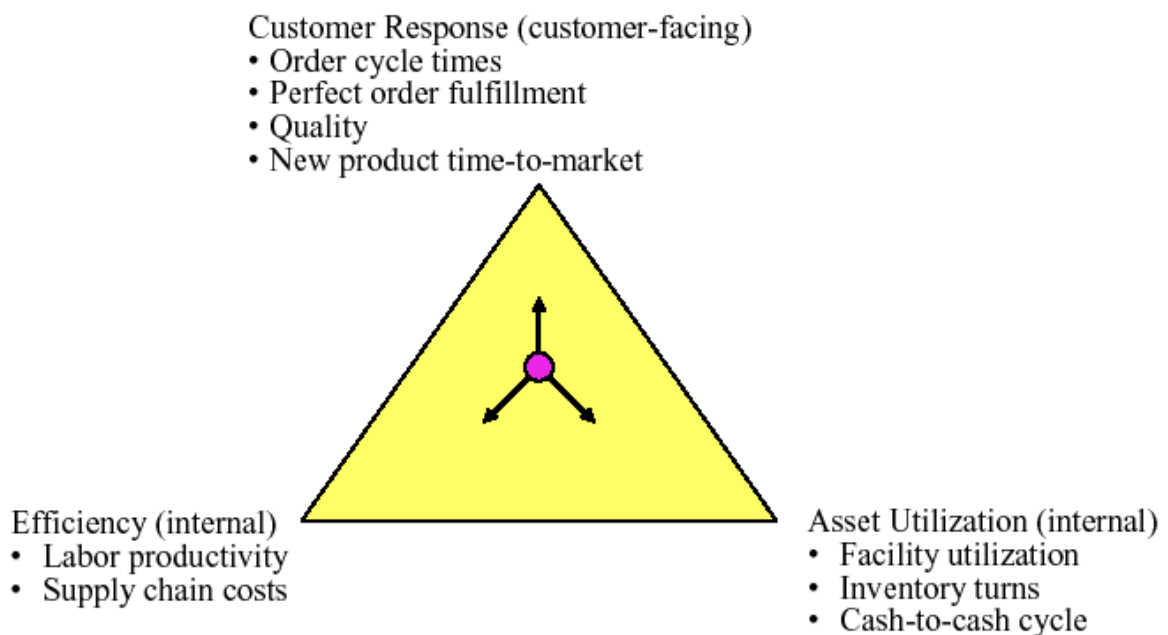 Customer Response (customer-facing)
• Order cycle times
• Perfect order fulfillment
• Quality
• New product time-to-market
Efficiency (internal)
• Labor productivity
• Supply chain costs
Asset Utilization (internal)
• Facility utilization
• Inventory turns
• Cash-to-cash cycle